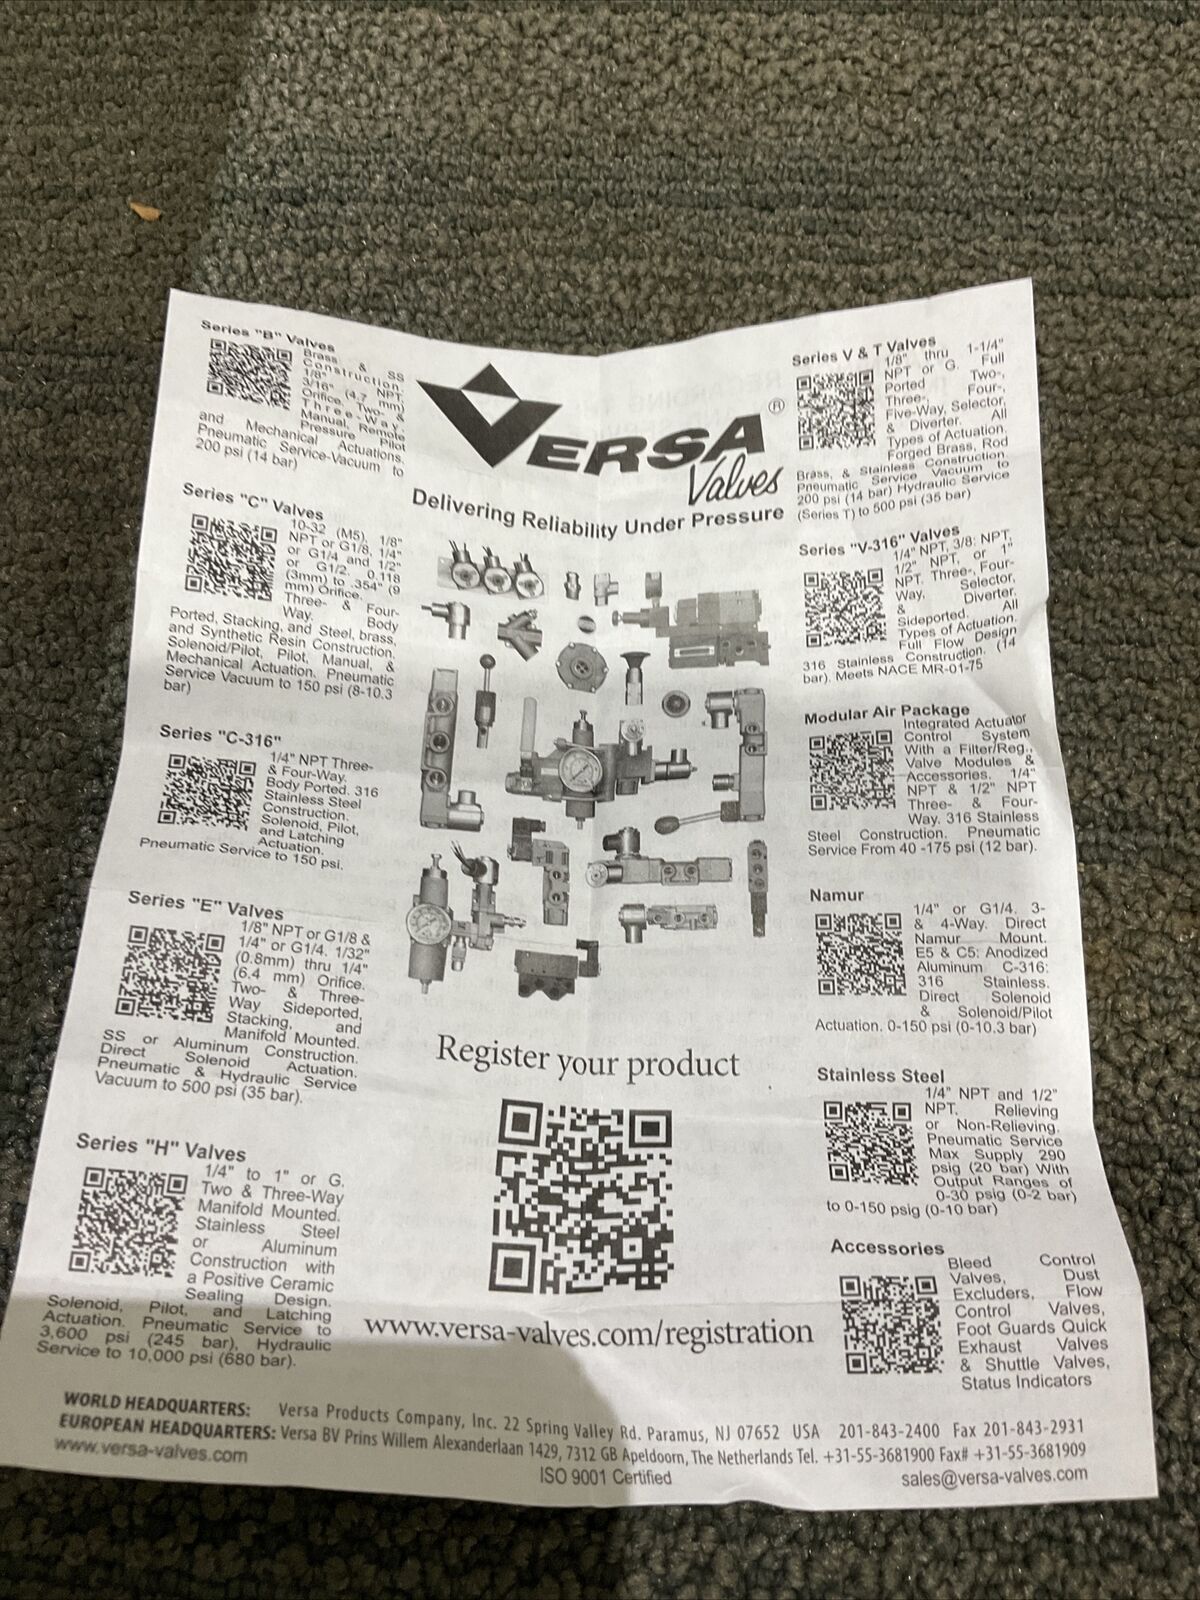 Series "B" Valves
Brass & SS
Construction.
1/8" NPT.
3/16" (4.7 mm)
Orifice, Two- &
Three-Way.
Manual, Remote
Pressure Pilot
and Mechanical Actuations.
Pneumatic Service-Vacuum to
200 psi (14 bar)
Series "C" Valves
10-32 (M5), 1/8"
NPT or G1/8, 1/4"
or G1/4 and 1/2"
or G1/2. 0.118
(3mm) to .354" (9
mm) Orifice.
Three- & Four-
Way. Body
Ported, Stacking, and Steel, brass,
and Synthetic Resin Construction.
Solenoid/Pilot, Pilot, Manual, &
Mechanical Actuation. Pneumatic
Service Vacuum to 150 psi (8-10.3
bar)
Series "C-316"
1/4" NPT Three-
& Four-Way.
Body Ported. 316
Stainless Steel
Construction.
Solenoid, Pilot,
and Latching
Actuation.
Pneumatic Service to 150 psi.
Series "E" Valves
1/8" NPT or G1/8 &
1/4" or G1/4. 1/32"
(0.8mm) thru 1/4"
(6.4 mm) Orifice.
Two- & Three-
Way Sideported,
Stacking, and
Manifold Mounted.
SS or Aluminum Construction.
Direct Solenoid Actuation.
Pneumatic & Hydraulic Service
Vacuum to 500 psi (35 bar).
Series "H" Valves
1/4" to 1" or G.
Two & Three-Way
Manifold Mounted.
Stainless Steel
or Aluminum
Construction with
a Positive Ceramic
Sealing Design.
Solenoid, Pilot, and Latching
Actuation. Pneumatic Service to
3,600 psi (245 bar), Hydraulic
Service to 10,000 psi (680 bar).
VERSA ®
Valves
Delivering Reliability Under Pressure
Register your product
www.versa-valves.com/registration
Series V & T Valves
1/8" thru 1-1/4"
NPT or G. Full
Ported Two-,
Three-, Four-,
Five-Way, Selector,
& Diverter. All
Types of Actuation.
Forged Brass, Rod
Brass, & Stainless Construction
Pneumatic Service Vacuum to
200 psi (14 bar) Hydraulic Service
(Series T) to 500 psi (35 bar)
Series "V-316" Valves
1/4" NPT, 3/8: NPT,
1/2" NPT, or 1"
NPT. Three-, Four-
Way, Selector,
& Diverter.
Sideported. All
Types of Actuation.
Full Flow Design
316 Stainless Construction. (14
bar). Meets NACE MR-01-75
Modular Air Package
Integrated Actuator
Control System
With a Filter/Reg.,
Valve Modules &
Accessories. 1/4"
NPT & 1/2" NPT
Three- & Four-
Way. 316 Stainless
Steel Construction. Pneumatic
Service From 40 -175 psi (12 bar).
Namur
1/4" or G1/4. 3-
& 4-Way. Direct
Namur Mount.
E5 & C5: Anodized
Aluminum C-316:
316 Stainless.
Direct Solenoid
& Solenoid/Pilot
Actuation. 0-150 psi (0-10.3 bar)
Stainless Steel
1/4" NPT and 1/2"
NPT. Relieving
or Non-Relieving.
Pneumatic Service
Max Supply 290
psig (20 bar) With
Output Ranges of
0-30 psig (0-2 bar)
to 0-150 psig (0-10 bar)
Accessories
Bleed Control
Valves, Dust
Excluders, Flow
Control Valves,
Foot Guards Quick
Exhaust Valves
& Shuttle Valves,
Status Indicators
WORLD HEADQUARTERS: Versa Products Company, Inc. 22 Spring Valley Rd. Paramus, NJ 07652 USA 201-843-2400 Fax 201-843-2931
EUROPEAN HEADQUARTERS: Versa BV Prins Willem Alexanderlaan 1429, 7312 GB Apeldoorn, The Netherlands Tel. +31-55-3681900 Fax# +31-55-3681909
www.versa-valves.com ISO 9001 Certified sales@versa-valves.com